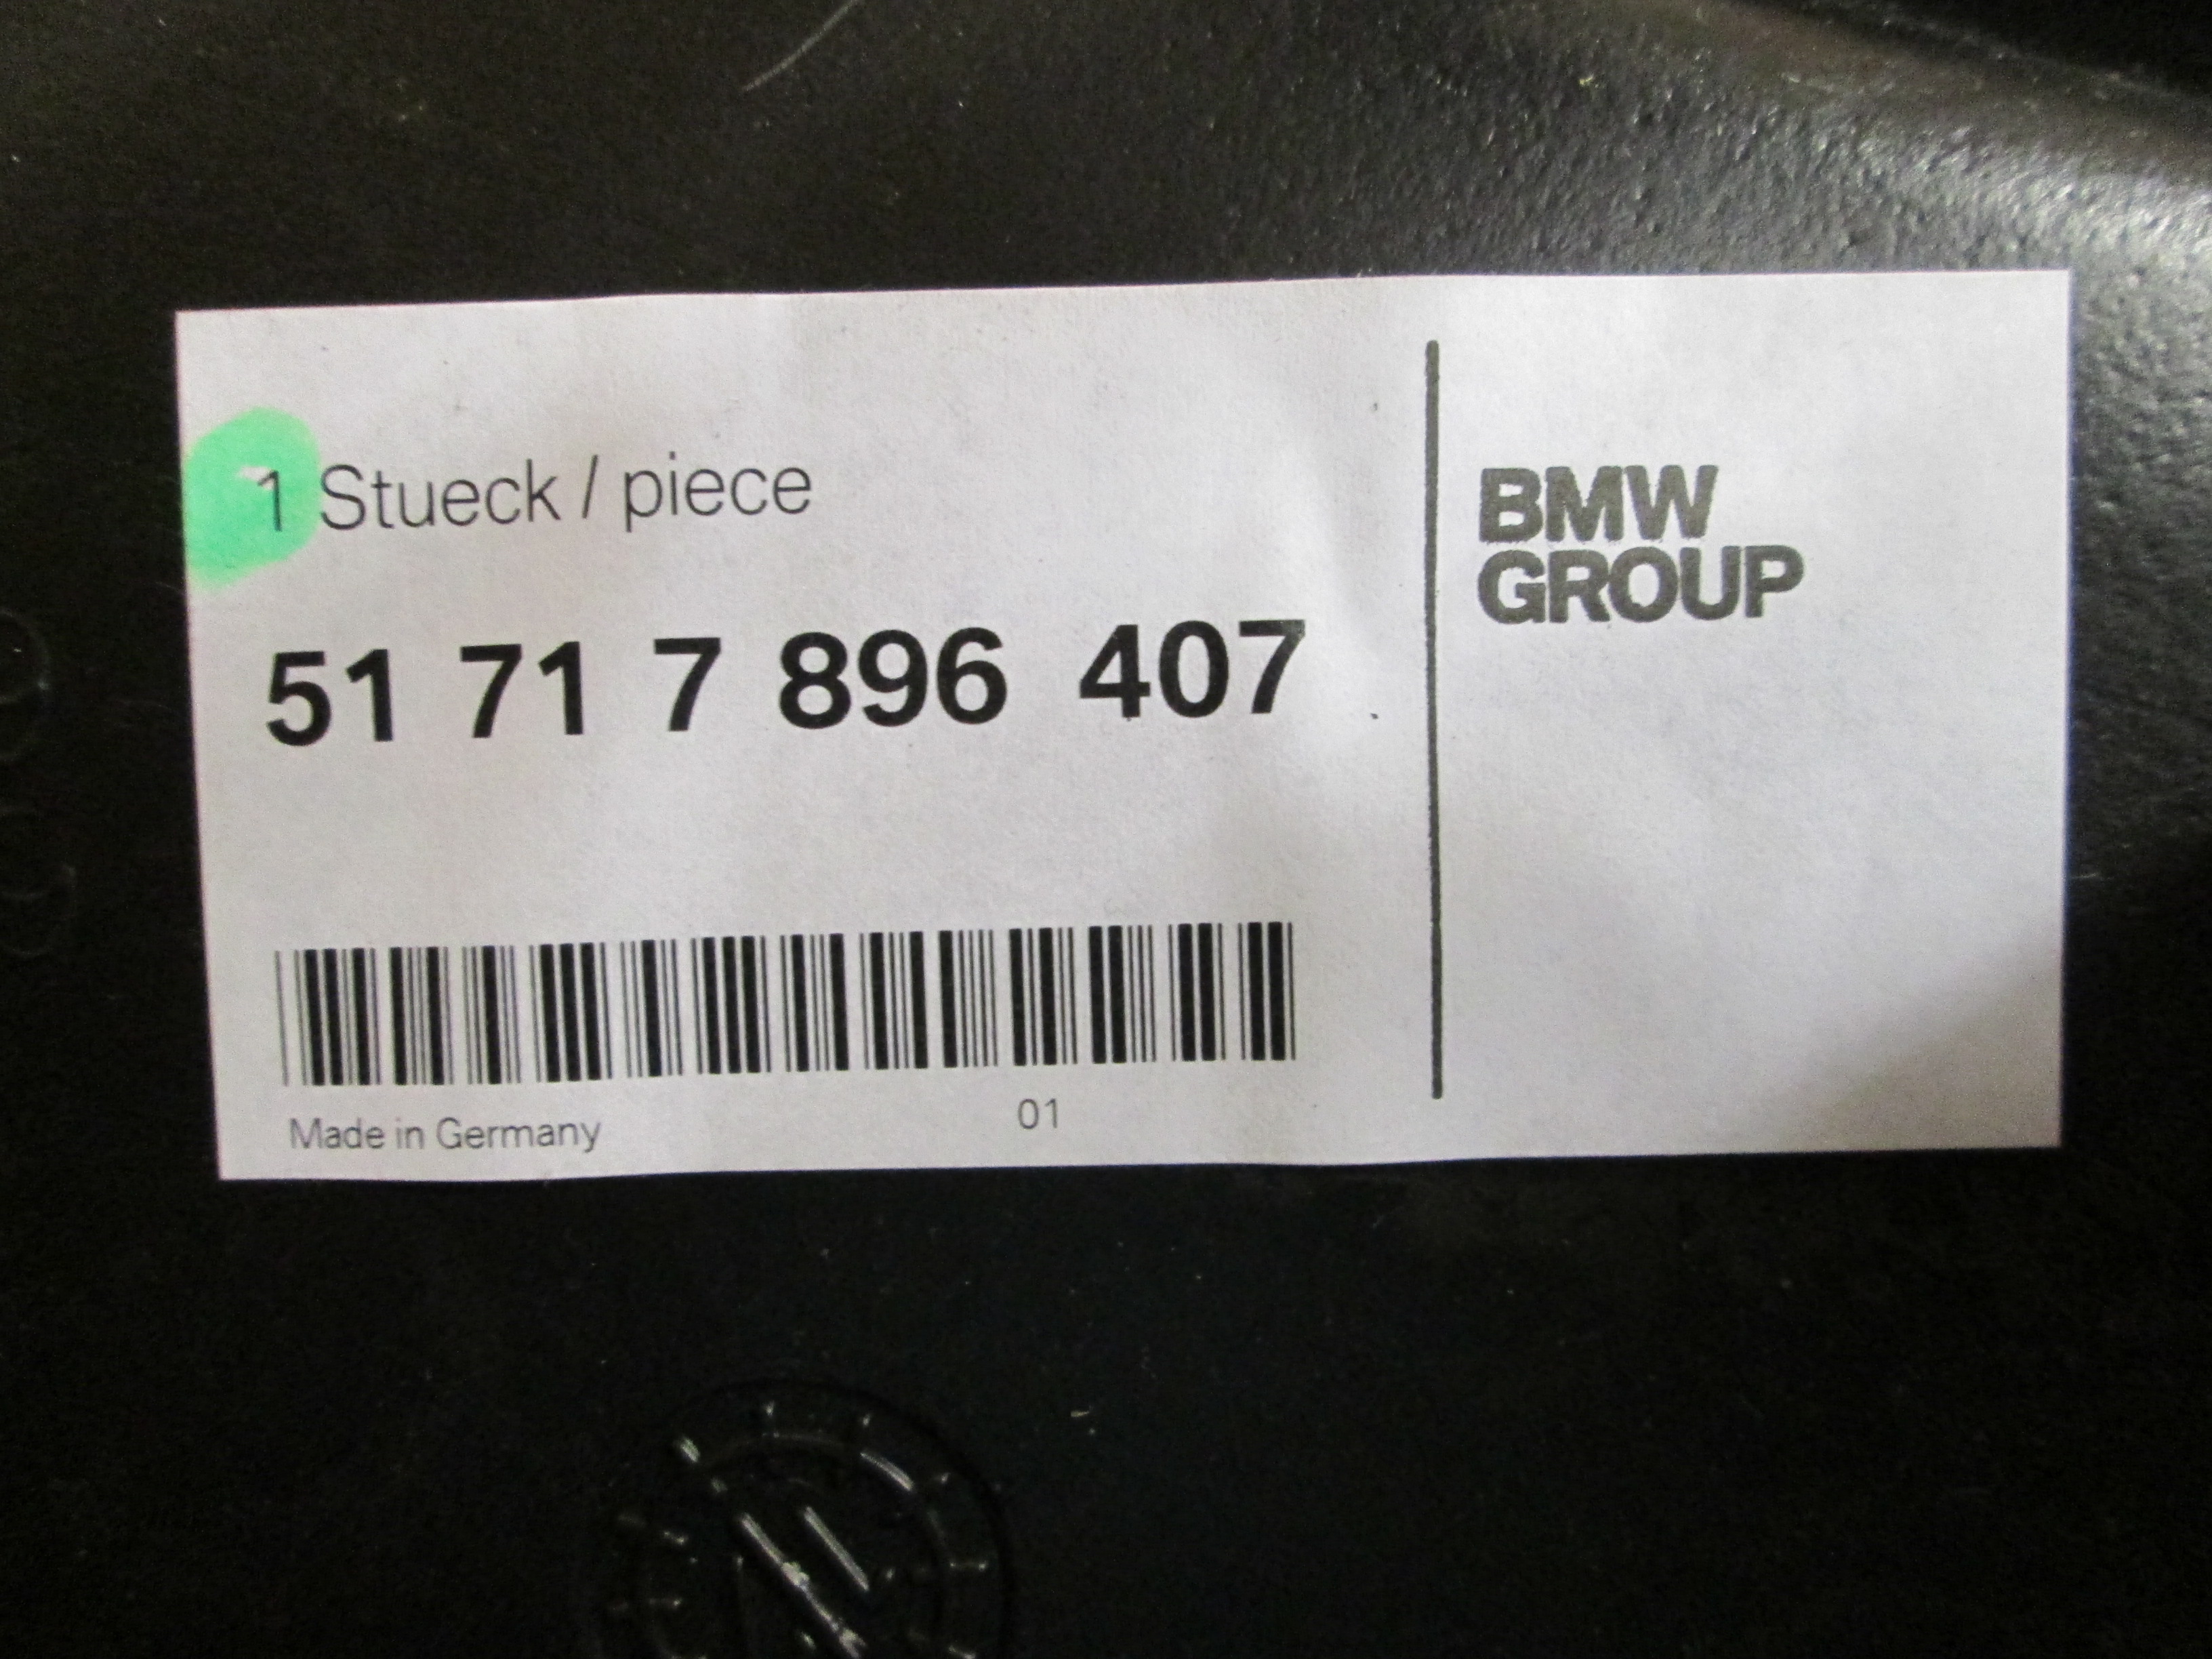 1 Stueck / piece
51 71 7 896 407
Made in Germany
01
BMW
GROUP